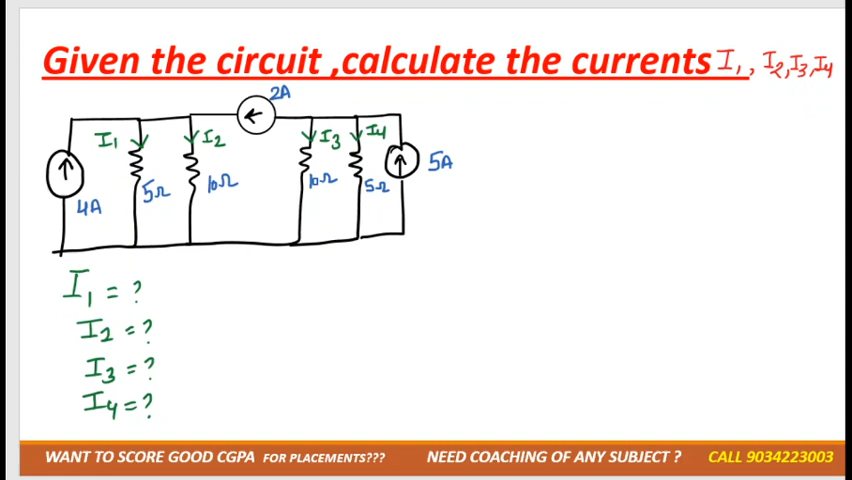 Given the circuit ,calculate the currents I₁, I₂, I₃, I₄
2A
I₁ I₂ I₃ I₄
5Ω 10Ω 10Ω 5Ω 5A
4A
I₁ = ?
I₂ = ?
I₃ = ?
I₄ = ?
WANT TO SCORE GOOD CGPA FOR PLACEMENTS??? NEED COACHING OF ANY SUBJECT ? CALL 9034223003